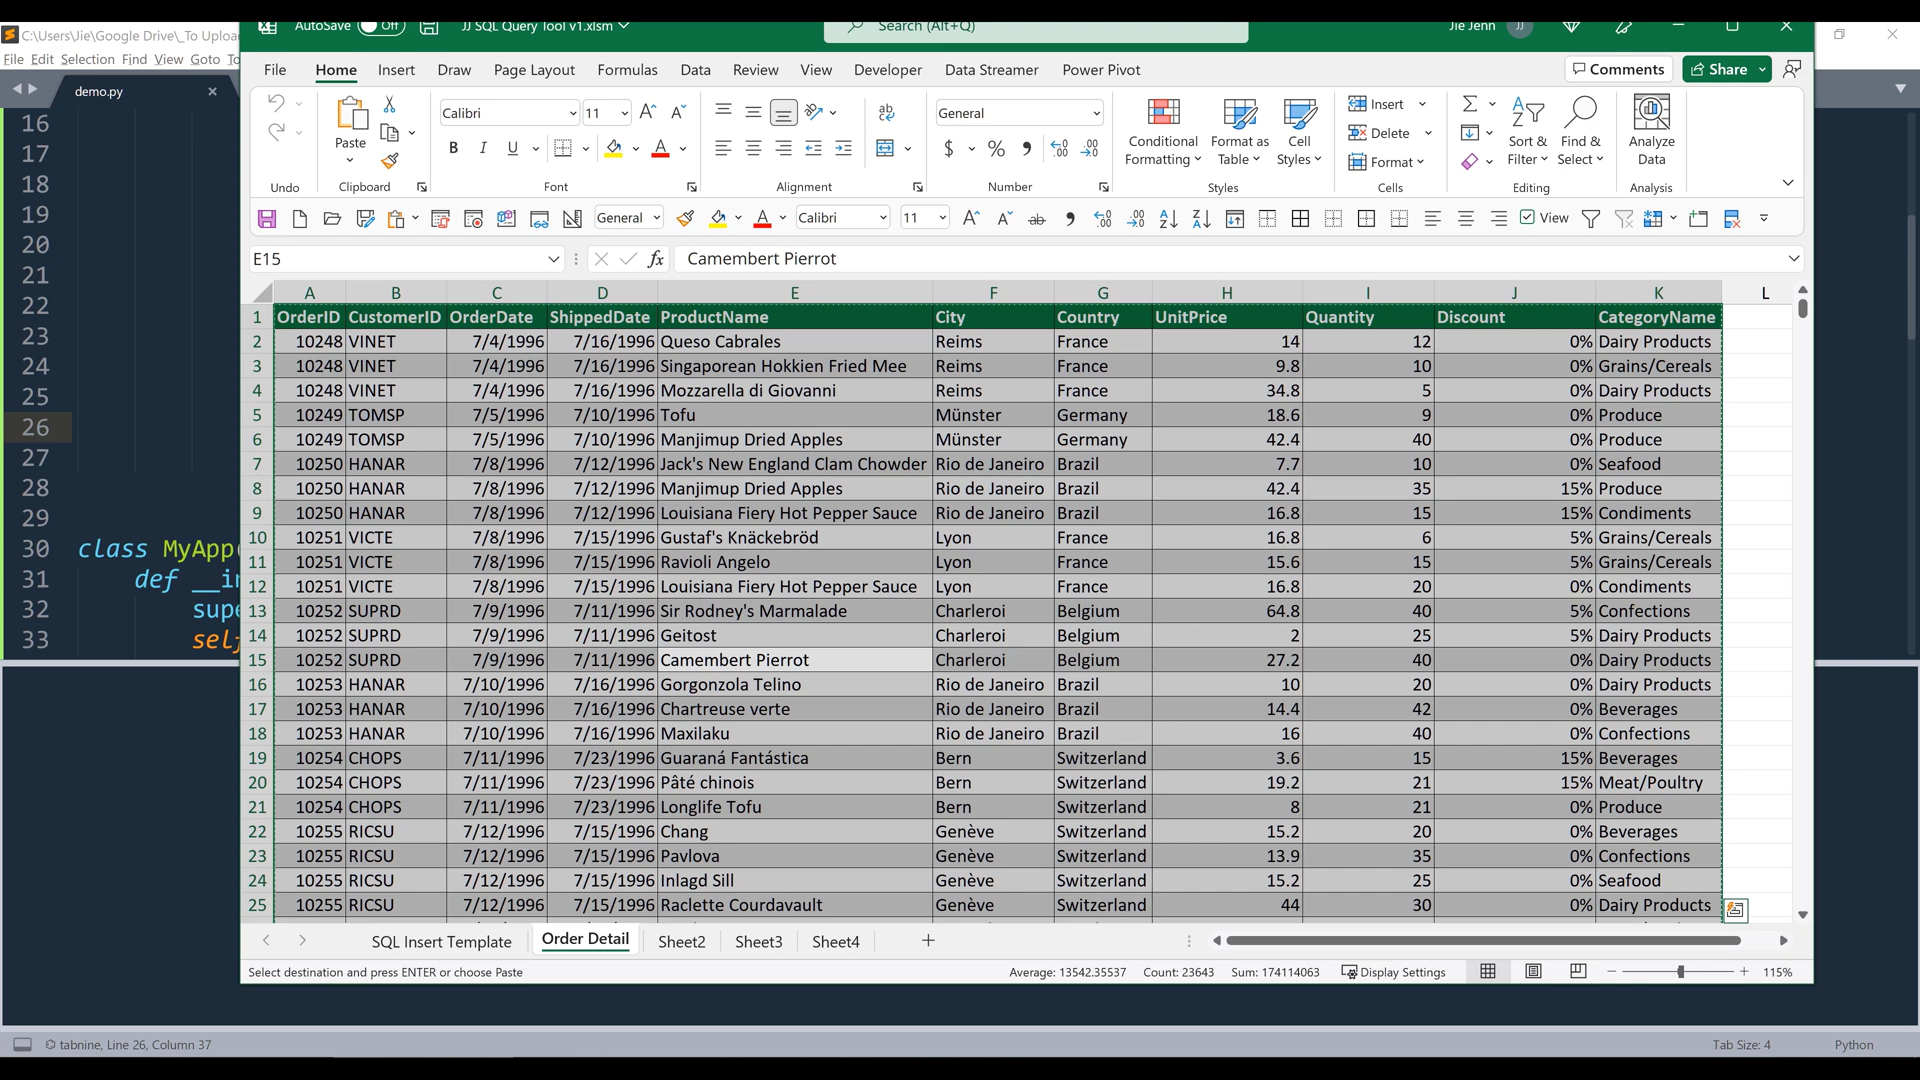 C:\Users\Jie\Google Drive\_To Uploa
AutoSave Off JJ SQL Query Tool v1.xlsm Search (Alt+Q) Jie Jenn JJ
File Edit Selection Find View Goto To
File Home Insert Draw Page Layout Formulas Data Review View Developer Data Streamer Power Pivot Comments Share
demo.py
Paste Calibri 11 General Conditional Formatting Format as Table Cell Styles Insert Delete Format Sort & Filter Find & Select Analyze Data
B I U A ab $ %
Undo Clipboard Font Alignment Number Styles Cells Editing Analysis
General A Calibri 11 A^ A ab View
E15 fx Camembert Pierrot
A B C D E F G H I J K L
1 OrderID CustomerID OrderDate ShippedDate ProductName City Country UnitPrice Quantity Discount CategoryName
2 10248 VINET 7/4/1996 7/16/1996 Queso Cabrales Reims France 14 12 0% Dairy Products
3 10248 VINET 7/4/1996 7/16/1996 Singaporean Hokkien Fried Mee Reims France 9.8 10 0% Grains/Cereals
4 10248 VINET 7/4/1996 7/16/1996 Mozzarella di Giovanni Reims France 34.8 5 0% Dairy Products
5 10249 TOMSP 7/5/1996 7/10/1996 Tofu Münster Germany 18.6 9 0% Produce
6 10249 TOMSP 7/5/1996 7/10/1996 Manjimup Dried Apples Münster Germany 42.4 40 0% Produce
7 10250 HANAR 7/8/1996 7/12/1996 Jack's New England Clam Chowder Rio de Janeiro Brazil 7.7 10 0% Seafood
8 10250 HANAR 7/8/1996 7/12/1996 Manjimup Dried Apples Rio de Janeiro Brazil 42.4 35 15% Produce
9 10250 HANAR 7/8/1996 7/12/1996 Louisiana Fiery Hot Pepper Sauce Rio de Janeiro Brazil 16.8 15 15% Condiments
10 10251 VICTE 7/8/1996 7/15/1996 Gustaf's Knäckebröd Lyon France 16.8 6 5% Grains/Cereals
11 10251 VICTE 7/8/1996 7/15/1996 Ravioli Angelo Lyon France 15.6 15 5% Grains/Cereals
12 10251 VICTE 7/8/1996 7/15/1996 Louisiana Fiery Hot Pepper Sauce Lyon France 16.8 20 0% Condiments
13 10252 SUPRD 7/9/1996 7/11/1996 Sir Rodney's Marmalade Charleroi Belgium 64.8 40 5% Confections
14 10252 SUPRD 7/9/1996 7/11/1996 Geitost Charleroi Belgium 2 25 5% Dairy Products
15 10252 SUPRD 7/9/1996 7/11/1996 Camembert Pierrot Charleroi Belgium 27.2 40 0% Dairy Products
16 10253 HANAR 7/10/1996 7/16/1996 Gorgonzola Telino Rio de Janeiro Brazil 10 20 0% Dairy Products
17 10253 HANAR 7/10/1996 7/16/1996 Chartreuse verte Rio de Janeiro Brazil 14.4 42 0% Beverages
18 10253 HANAR 7/10/1996 7/16/1996 Maxilaku Rio de Janeiro Brazil 16 40 0% Confections
19 10254 CHOPS 7/11/1996 7/23/1996 Guaraná Fantástica Bern Switzerland 3.6 15 15% Beverages
20 10254 CHOPS 7/11/1996 7/23/1996 Pâté chinois Bern Switzerland 19.2 21 15% Meat/Poultry
21 10254 CHOPS 7/11/1996 7/23/1996 Longlife Tofu Bern Switzerland 8 21 0% Produce
22 10255 RICSU 7/12/1996 7/15/1996 Chang Genève Switzerland 15.2 20 0% Beverages
23 10255 RICSU 7/12/1996 7/15/1996 Pavlova Genève Switzerland 13.9 35 0% Confections
24 10255 RICSU 7/12/1996 7/15/1996 Inlagd Sill Genève Switzerland 15.2 25 0% Seafood
25 10255 RICSU 7/12/1996 7/15/1996 Raclette Courdavault Genève Switzerland 44 30 0% Dairy Products
SQL Insert Template Order Detail Sheet2 Sheet3 Sheet4 +
Select destination and press ENTER or choose Paste Average: 13542.35537 Count: 23643 Sum: 174114063 Display Settings 115%
16
17
18
19
20
21
22
23
24
25
26
27
28
29
30 class MyApp(
31 def __in
32 supe
33 self
tabnine, Line 26, Column 37 Tab Size: 4 Python